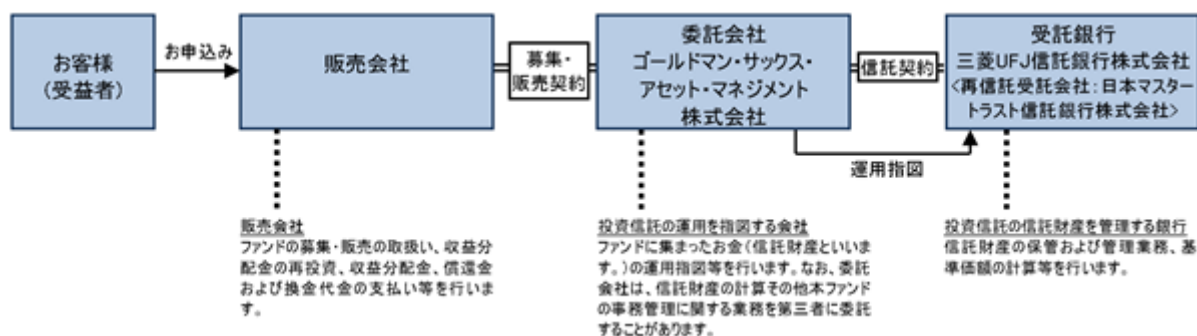 お客様
(受益者)
お申込み
販売会社
募集・
販売契約
委託会社
ゴールドマン・サックス・
アセット・マネジメント
株式会社
信託契約
受託銀行
三菱UFJ信託銀行株式会社
<再信託受託会社:日本マスター
トラスト信託銀行株式会社>
運用指図
販売会社
ファンドの募集・販売の取扱い、収益分
配金の再投資、収益分配金、償還金
および換金代金の支払い等を行いま
す。
投資信託の運用を指図する会社
ファンドに集まったお金(信託財産といいま
す。)の運用指図等を行います。なお、委託
会社は、信託財産の計算その他本ファンド
の事務管理に関する業務を第三者に委託
することがあります。
投資信託の信託財産を管理する銀行
信託財産の保管および管理業務、基
準価額の計算等を行います。